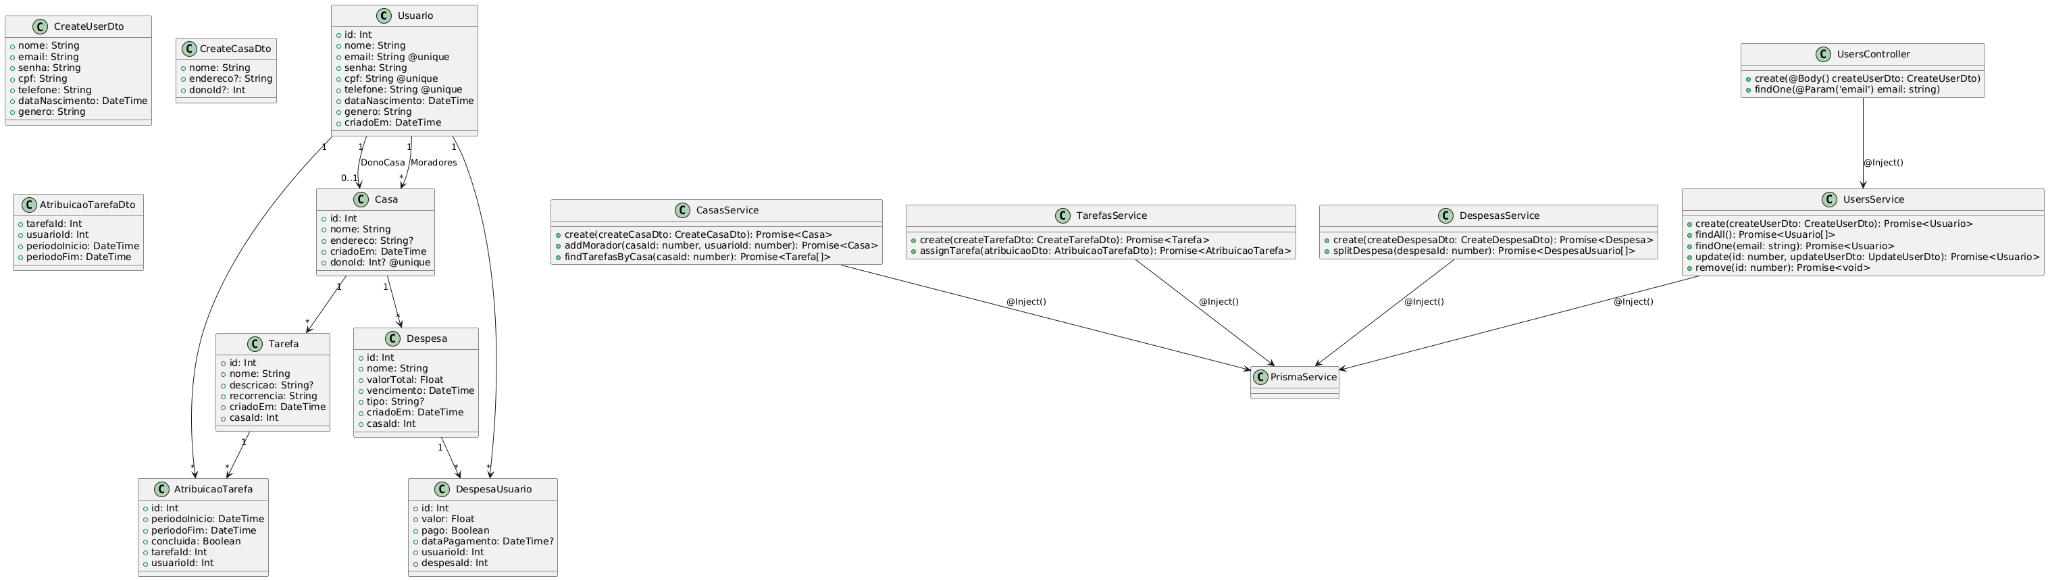 CreateUserDto
nome: String
email: String
senha: String
cpf: String
telefone: String
dataNascimento: DateTime
genero: String
CreateCasaDto
nome: String
endereco?: String
donoId?: Int
Usuario
id: Int
nome: String
email: String @unique
senha: String
cpf: String @unique
telefone: String @unique
dataNascimento: DateTime
genero: String
criadoEm: DateTime
UsersController
create(@Body() createUserDto: CreateUserDto)
findOne(@Param('email') email: string)
1
1
1
1
DonoCasa
Moradores
@Inject()
0..1
*
AtribuicaoTarefaDto
tarefaId: Int
usuarioId: Int
periodoInicio: DateTime
periodoFim: DateTime
Casa
id: Int
nome: String
endereco: String?
criadoEm: DateTime
donoId: Int? @unique
CasasService
create(createCasaDto: CreateCasaDto): Promise<Casa>
addMorador(casaId: number, usuarioId: number): Promise<Casa>
findTarefasByCasa(casaId: number): Promise<Tarefa[]>
TarefasService
create(createTarefaDto: CreateTarefaDto): Promise<Tarefa>
assignTarefa(atribuicaoDto: AtribuicaoTarefaDto): Promise<AtribuicaoTarefa>
DespesasService
create(createDespesaDto: CreateDespesaDto): Promise<Despesa>
splitDespesa(despesaId: number): Promise<DespesaUsuario[]>
UsersService
create(createUserDto: CreateUserDto): Promise<Usuario>
findAll(): Promise<Usuario[]>
findOne(email: string): Promise<Usuario>
update(id: number, updateUserDto: UpdateUserDto): Promise<Usuario>
remove(id: number): Promise<void>
1
1
@Inject()
@Inject()
@Inject()
@Inject()
*
*
Tarefa
id: Int
nome: String
descricao: String?
recorrencia: String
criadoEm: DateTime
casaId: Int
Despesa
id: Int
nome: String
valorTotal: Float
vencimento: DateTime
tipo: String?
criadoEm: DateTime
casaId: Int
PrismaService
1
1
*
*
*
*
AtribuicaoTarefa
id: Int
periodoInicio: DateTime
periodoFim: DateTime
concluida: Boolean
tarefaId: Int
usuarioId: Int
DespesaUsuario
id: Int
valor: Float
pago: Boolean
dataPagamento: DateTime?
usuarioId: Int
despesaId: Int